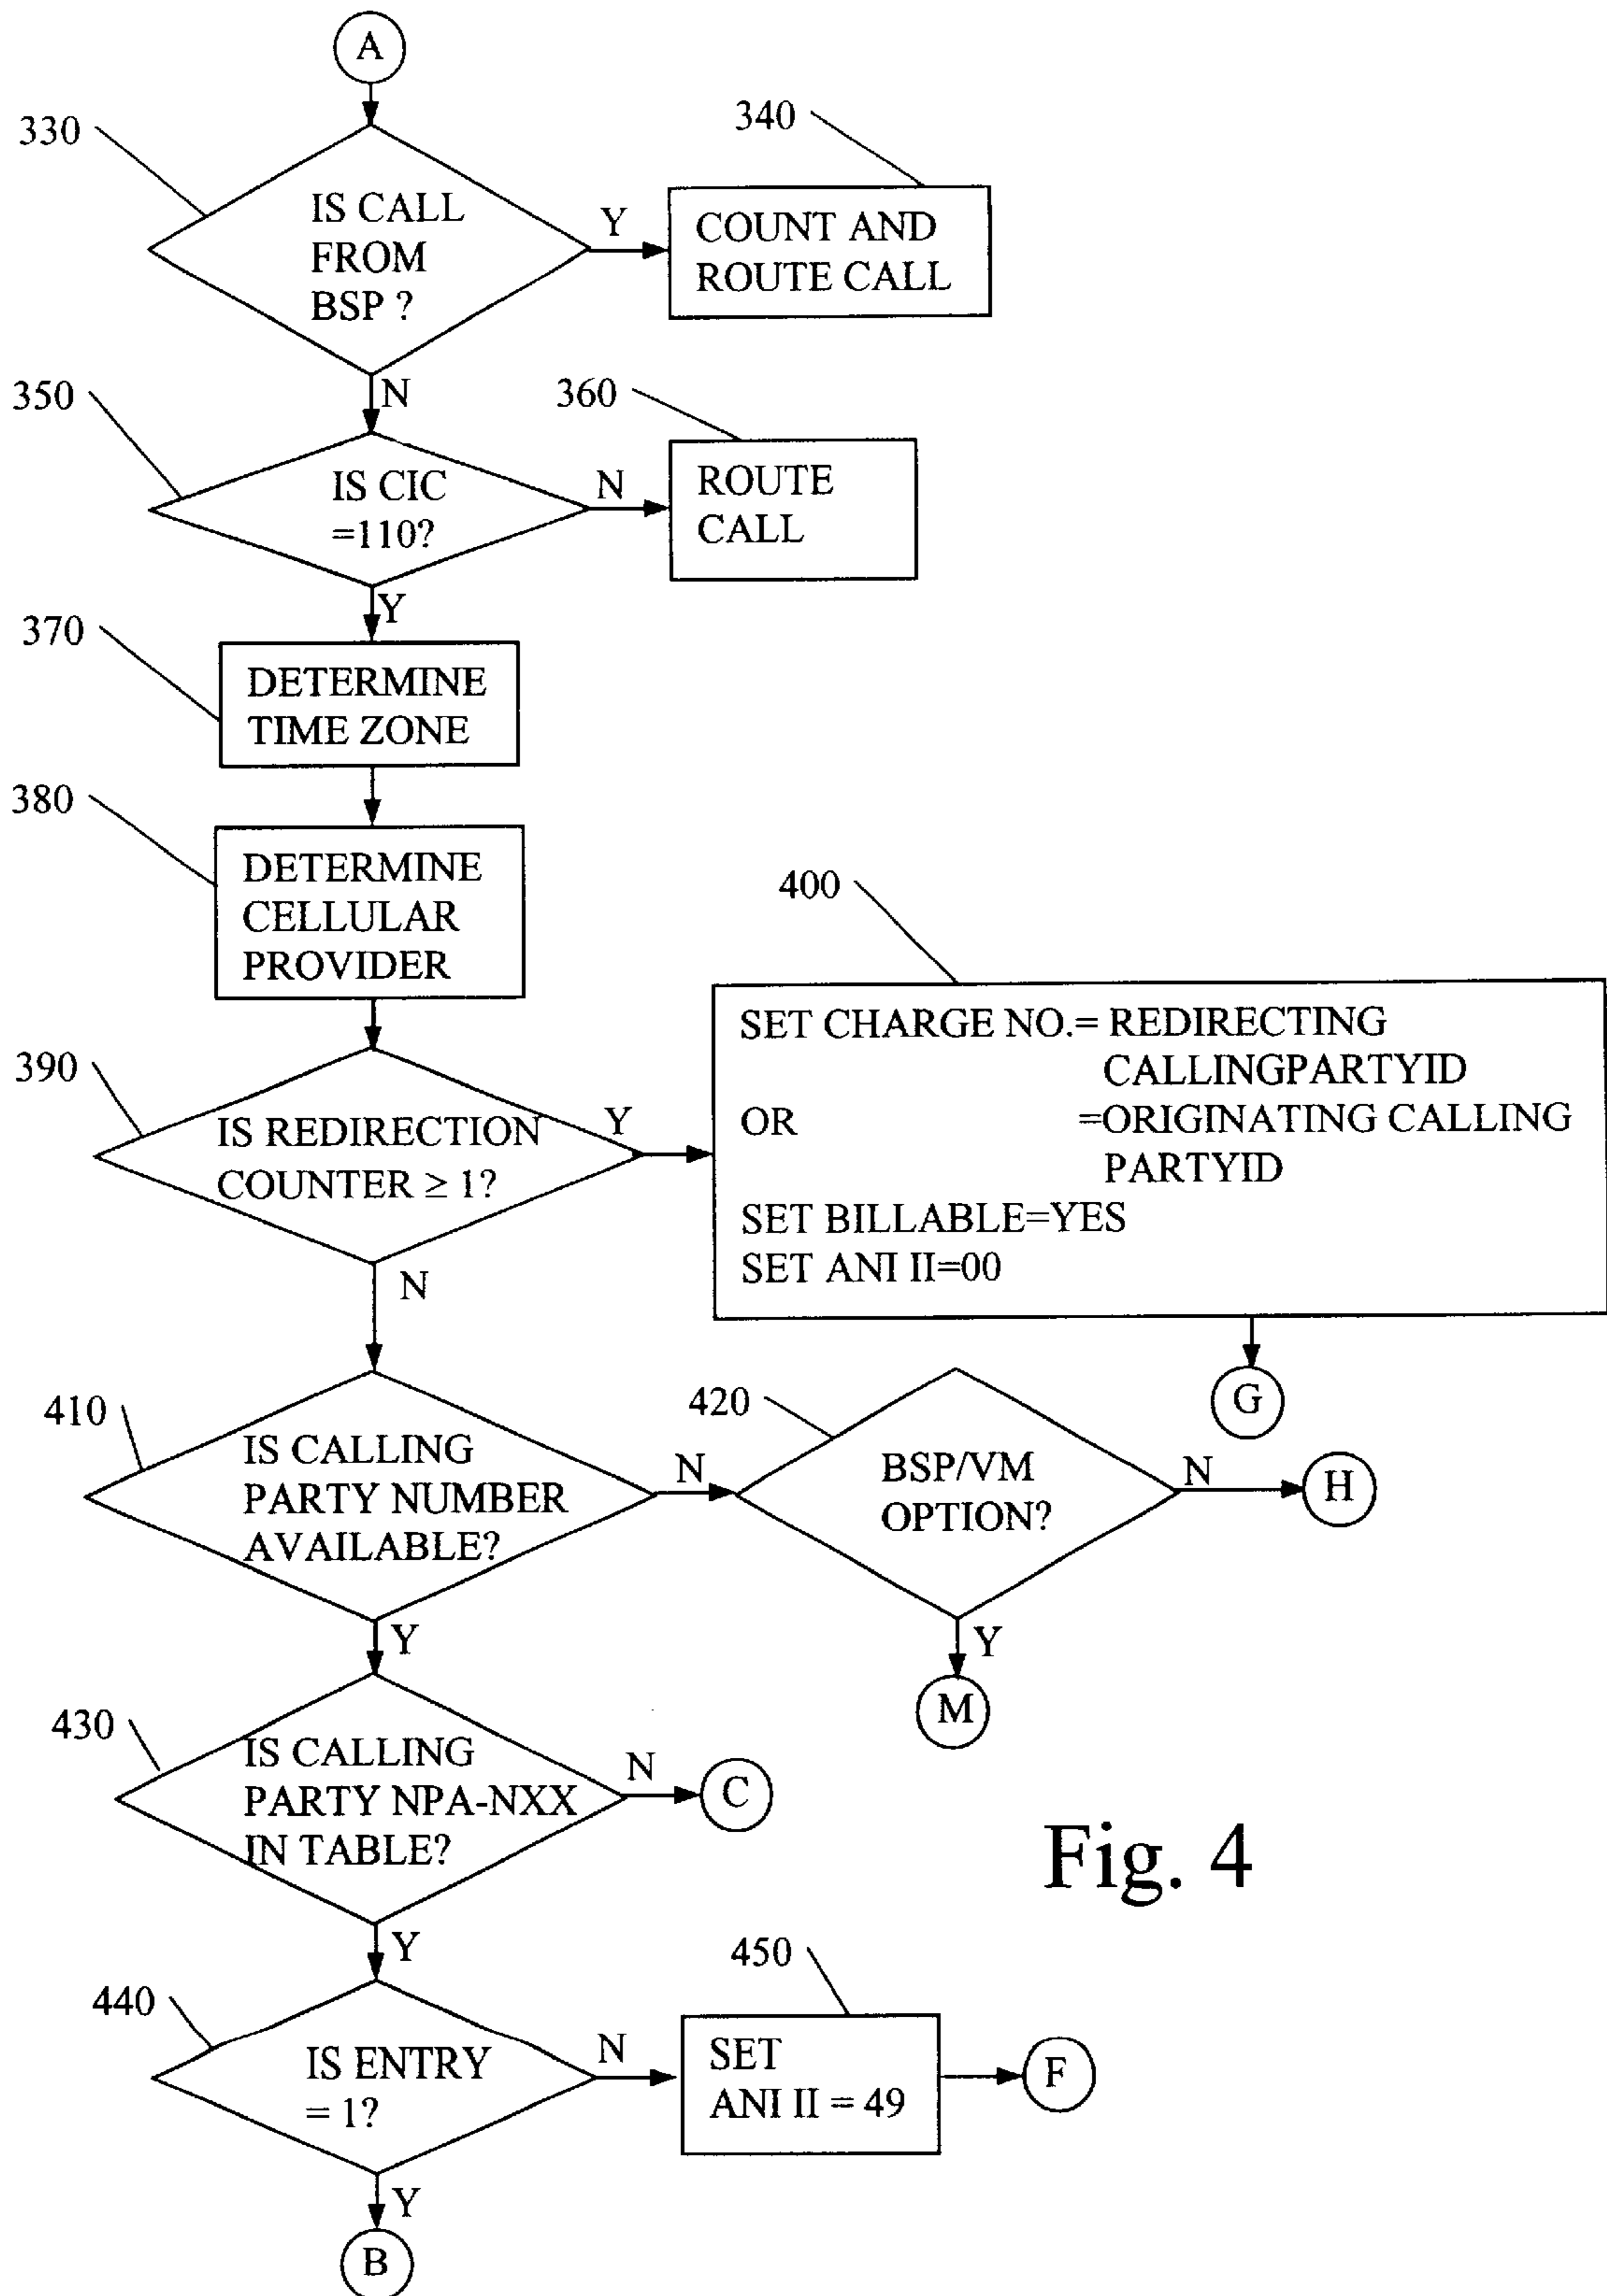 A
330
340
IS CALL
FROM
BSP ?
Y
COUNT AND
ROUTE CALL
N
350
360
IS CIC
=110?
N
ROUTE
CALL
Y
370
DETERMINE
TIME ZONE
380
DETERMINE
CELLULAR
PROVIDER
400
390
IS REDIRECTION
COUNTER ≥ 1?
Y
SET CHARGE NO.= REDIRECTING
CALLINGPARTYID
OR =ORIGINATING CALLING
PARTYID
SET BILLABLE=YES
SET ANI II=00
N
G
410
420
IS CALLING
PARTY NUMBER
AVAILABLE?
N
BSP/VM
OPTION?
N
H
Y
Y
M
430
IS CALLING
PARTY NPA-NXX
IN TABLE?
N
C
Fig. 4
Y
440
450
IS ENTRY
= 1?
N
SET
ANI II = 49
F
Y
B